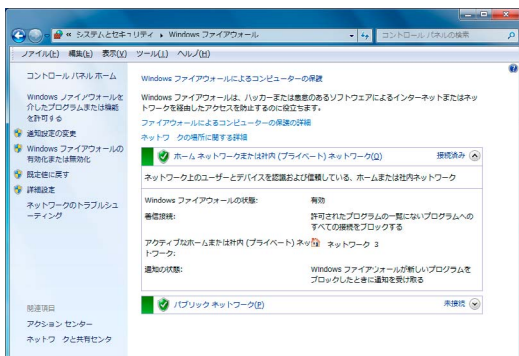 « システムとセキュリティ ▸ Windows ファイアウォール
コントロール パネルの検索
ファイル(F) 編集(E) 表示(V) ツール(T) ヘルプ(H)
コントロール パネル ホーム
Windows ファイアウォールを
介したプログラムまたは機能
を許可する
通知設定の変更
Windows ファイアウォールの
有効化または無効化
既定値に戻す
詳細設定
ネットワークのトラブルシュ
ーティング
関連項目
アクション センター
ネットワークと共有センタ
Windows ファイアウォールによるコンピューターの保護
Windows ファイアウォールは、ハッカーまたは悪意のあるソフトウェアによるインターネットまたはネッ
トワークを経由したアクセスを防止するのに役立ちます。
ファイアウォールによるコンピューターの保護の詳細
ネットワークの場所に関する詳細
ホーム ネットワークまたは社内 (プライベート) ネットワーク(O) 接続済み
ネットワーク上のユーザーとデバイスを認識および信頼している、ホームまたは社内ネットワーク
Windows ファイアウォールの状態: 有効
着信接続: 許可されたプログラムの一覧にないプログラムへの
すべての接続をブロックする
アクティブなホームまたは社内 (プライベート) ネッ ネットワーク 3
トワーク:
通知の状態: Windows ファイアウォールが新しいプログラムを
ブロックしたときに通知を受け取る
パブリック ネットワーク(P) 未接続